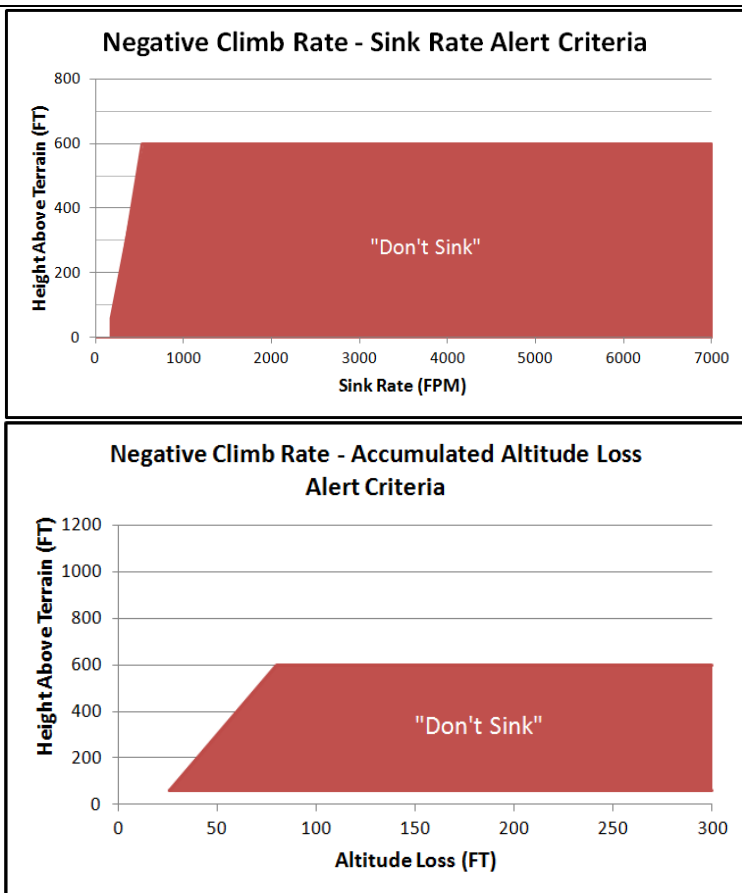 Negative Climb Rate - Sink Rate Alert Criteria
Height Above Terrain (FT)
800
600
400
200
0
"Don't Sink"
0 1000 2000 3000 4000 5000 6000 7000
Sink Rate (FPM)
Negative Climb Rate - Accumulated Altitude Loss
Alert Criteria
Height Above Terrain (FT)
1200
1000
800
600
400
200
0
"Don't Sink"
0 50 100 150 200 250 300
Altitude Loss (FT)